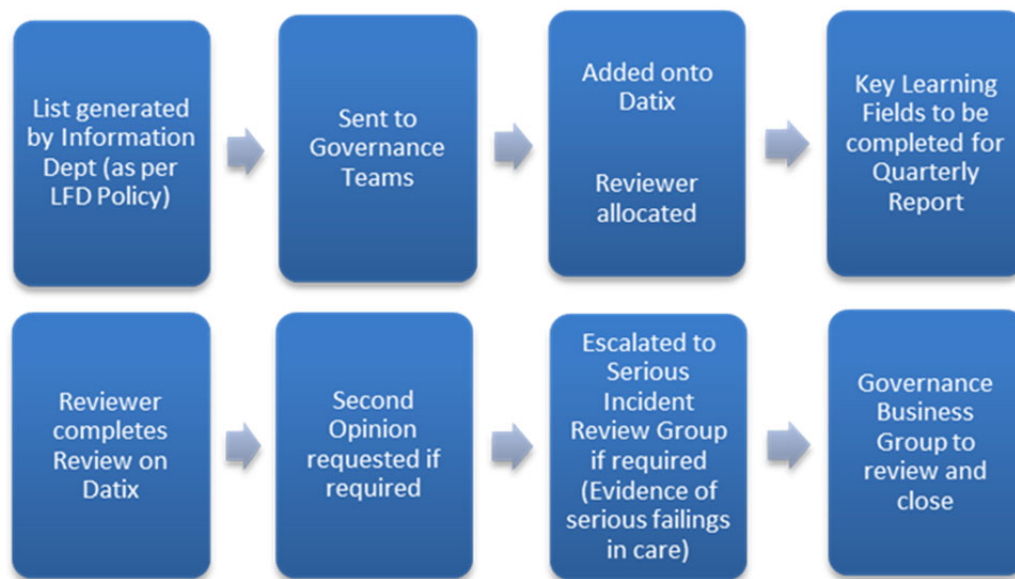 List generated
by Information
Dept (as per
LFD Policy)
Sent to
Governance
Teams
Added onto
Datix
Reviewer
allocated
Key Learning
Fields to be
completed for
Quarterly
Report
Reviewer
completes
Review on
Datix
Second
Opinion
requested if
required
Escalated to
Serious
Incident
Review Group
if required
(Evidence of
serious failings
in care)
Governance
Business
Group to
review and
close